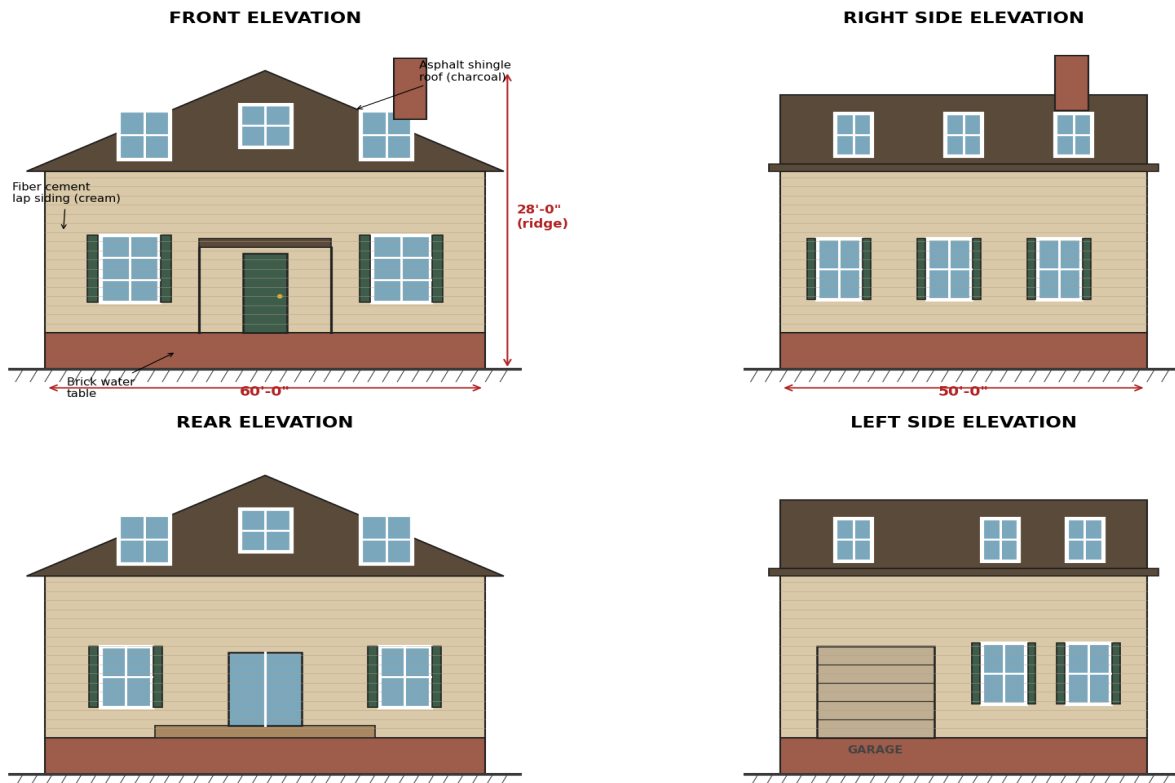 FRONT ELEVATION
RIGHT SIDE ELEVATION
Asphalt shingle
roof (charcoal)
Fiber cement
lap siding (cream)
28'-0"
(ridge)
Brick water
table
60'-0"
50'-0"
REAR ELEVATION
LEFT SIDE ELEVATION
GARAGE